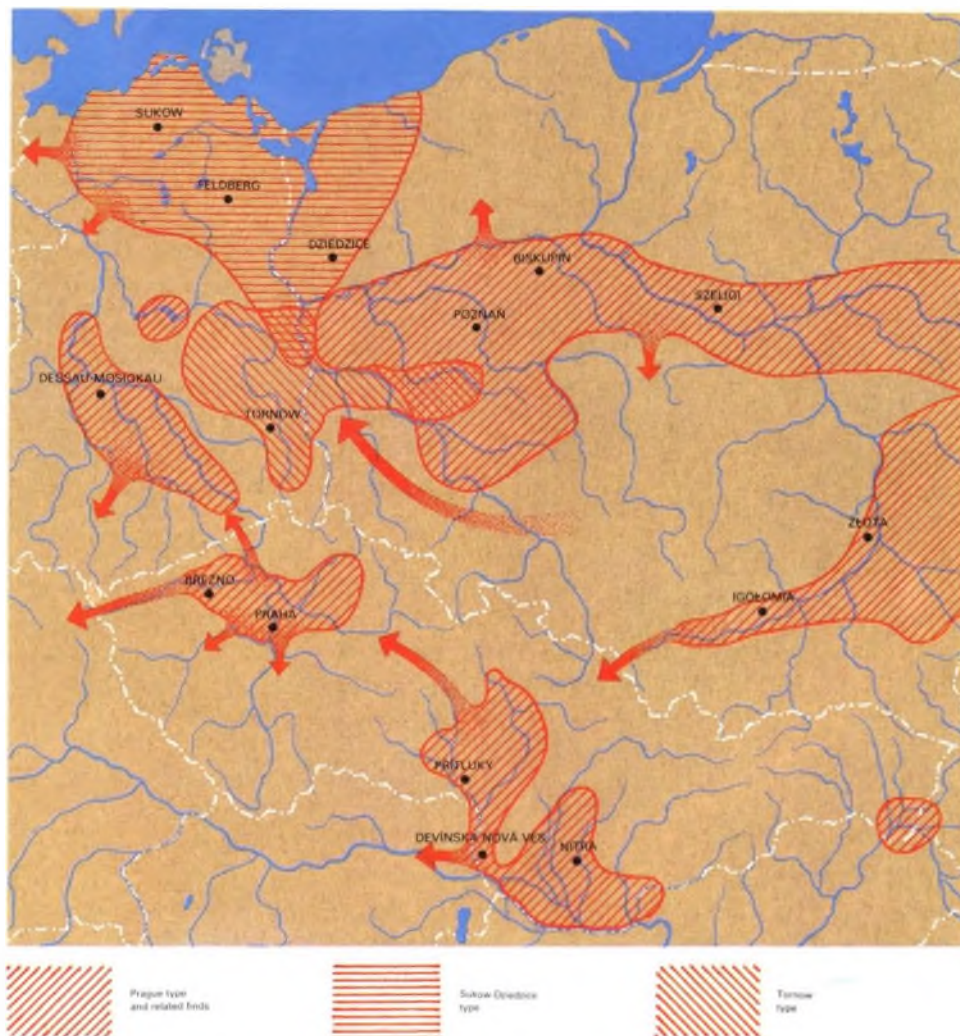 SUKOW
FELDBERG
DZIEDZICE
BISKUPIN
SZELIGI
POZNAŃ
DESSAU-MOSIGKAU
TORNOW
ZŁOTA
BŘEZNO
IGOŁOMIA
PRAHA
PŘÍTLUKY
DEVÍNSKA NOVÁ VES
NITRA
Prague type
and related finds
Sukow-Dziedzice
type
Tornow
type